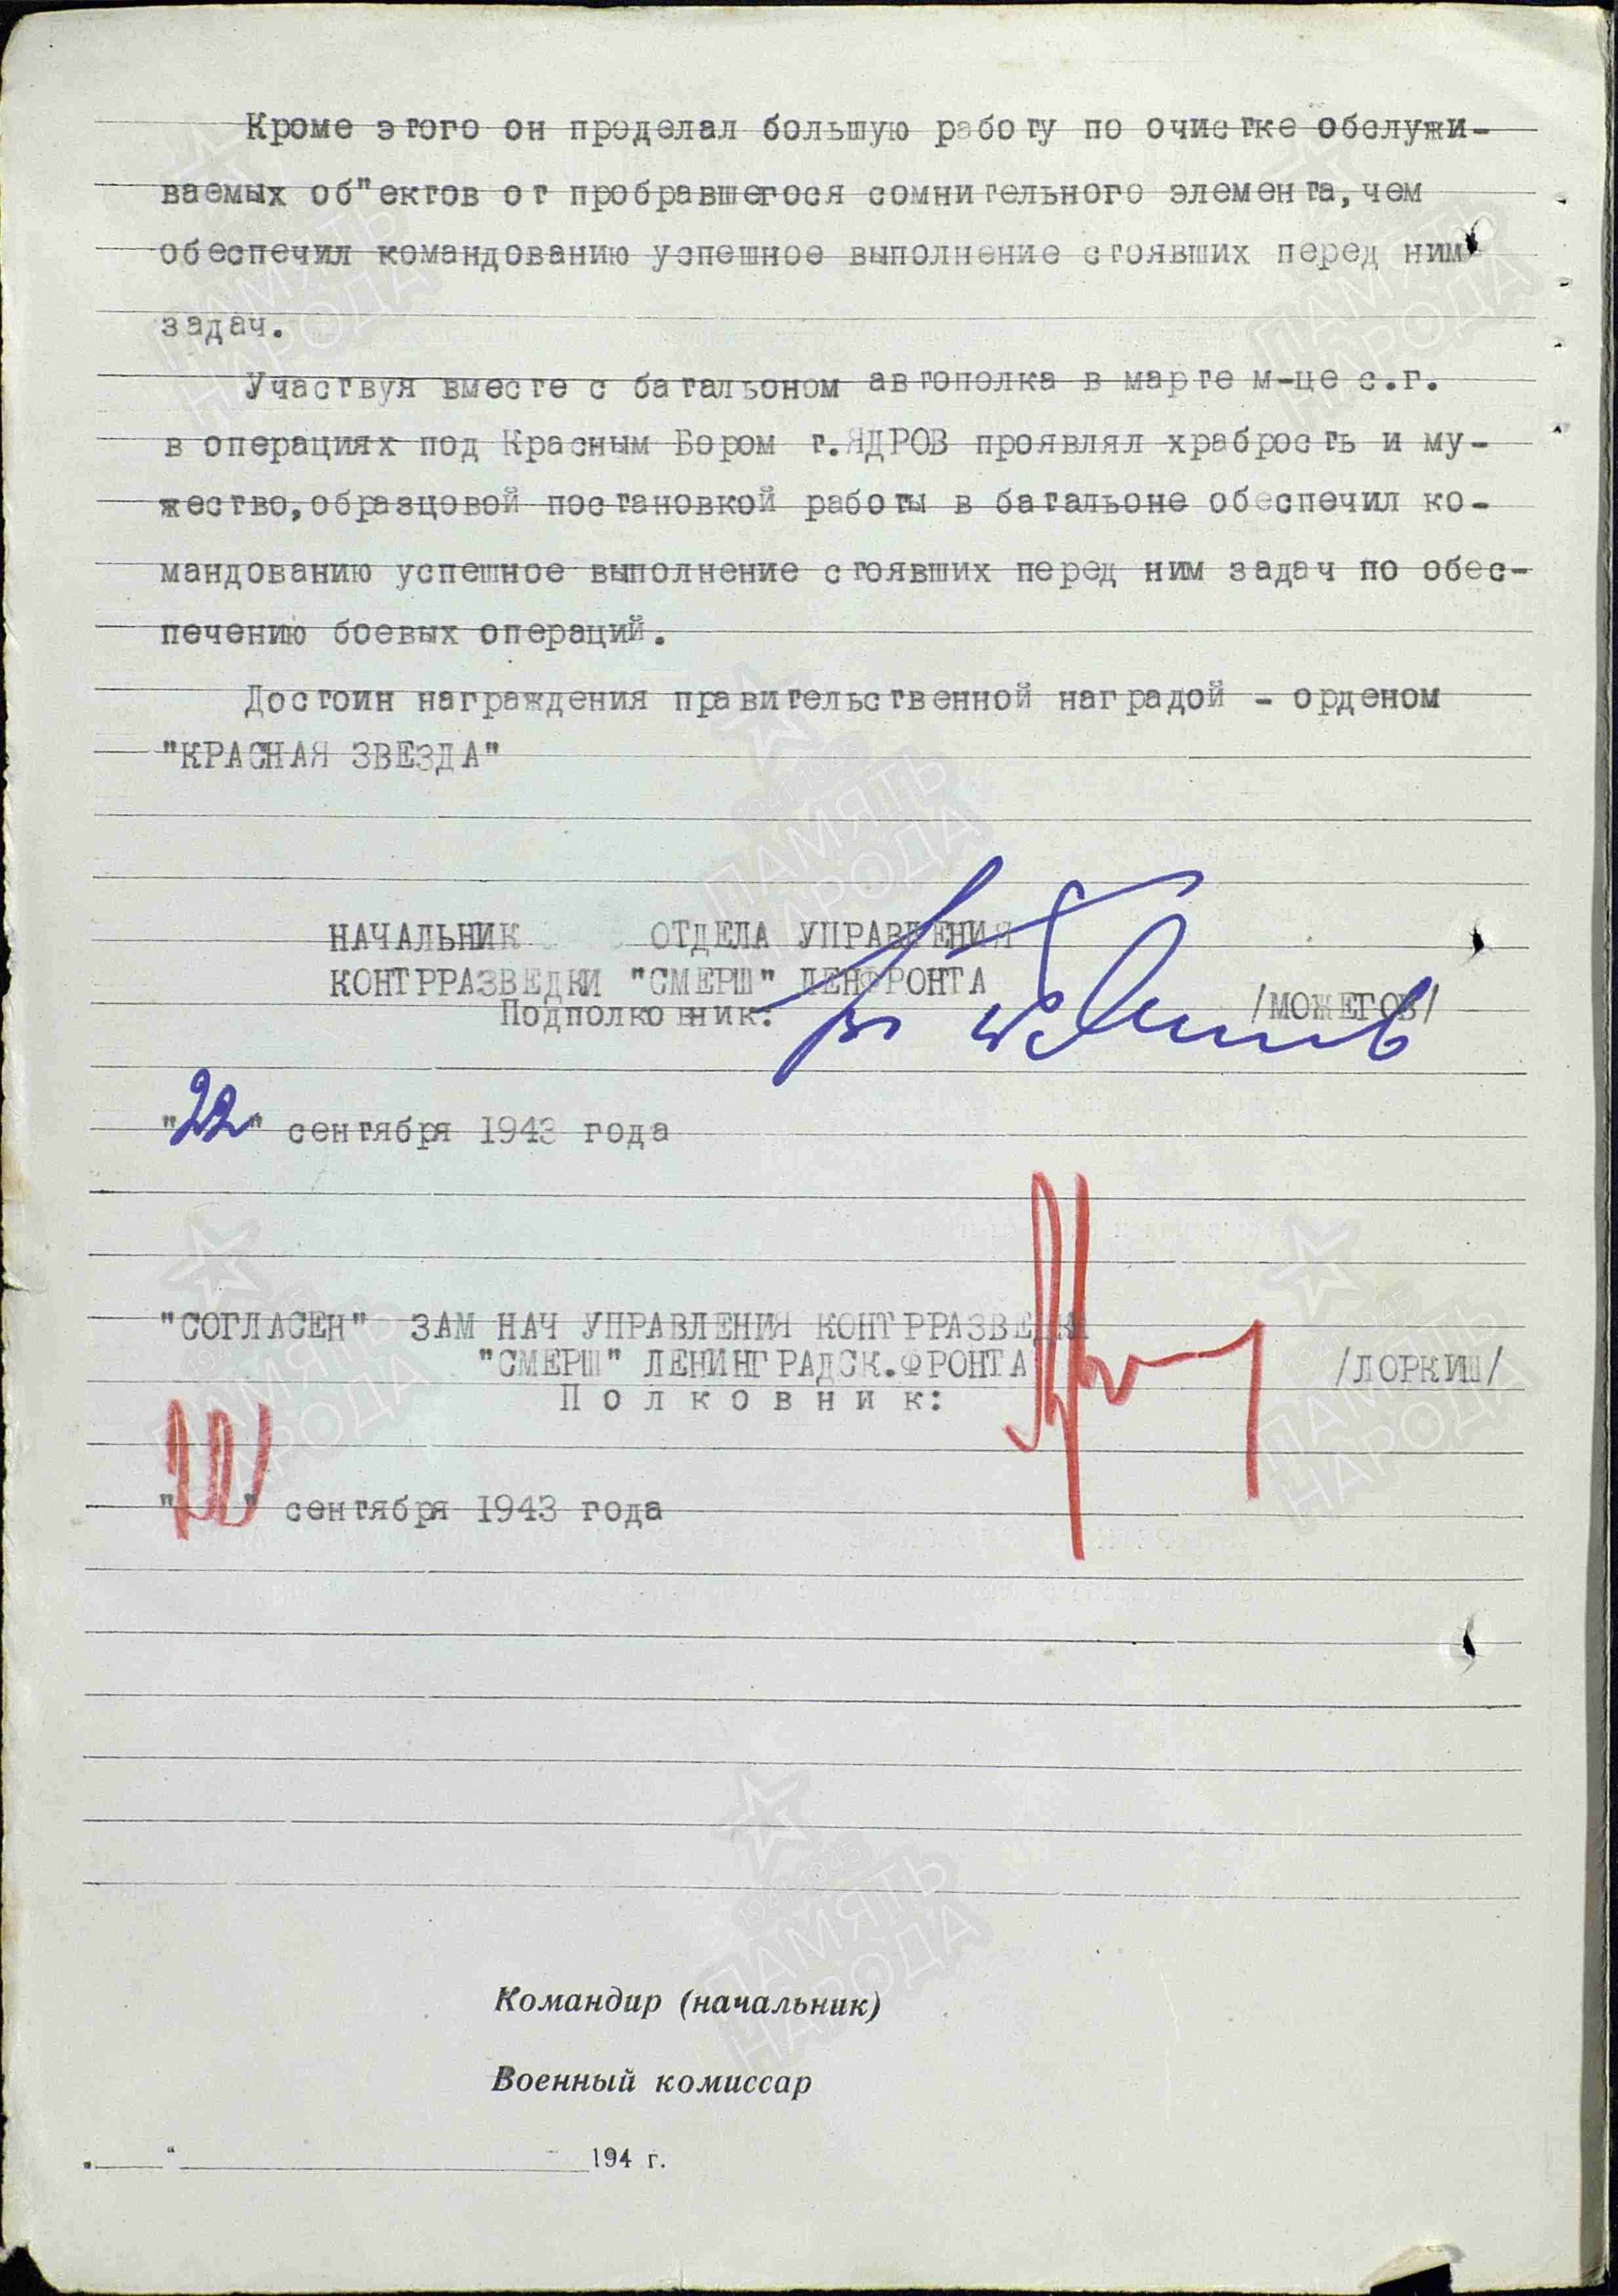 Кроме этого он проделал большую работу по очистке обслужи-
ваемых об"ектов от пробравшегося сомнительного элемента, чем
обеспечил командованию успешное выполнение стоявших перед ним
задач.
Участвуя вместе с батальоном автополка в марте м-це с.г.
в операциях под Красным Бором т.ЯДРОВ проявлял храбрость и му-
жество, образцовой постановкой работы в батальоне обеспечил ко-
мандованию успешное выполнение стоявших перед ним задач по обес-
печению боевых операций.
Достоин награждения правительственной наградой - орденом
"КРАСНАЯ ЗВЕЗДА"
НАЧАЛЬНИК ОТДЕЛА УПРАВЛЕНИЯ
КОНТРРАЗВЕДКИ "СМЕРШ" ЛЕНФРОНТА
Подполковник: /МОЖЕГОВ/
"22" сентября 1943 года
"СОГЛАСЕН" ЗАМ НАЧ УПРАВЛЕНИЯ КОНТРРАЗВЕДКИ
"СМЕРШ" ЛЕНИНГРАДСК.ФРОНТА /ЛОРКИШ/
Полковник:
" " сентября 1943 года
Командир (начальник)
Военный комиссар
" " 194 г.
ПАМЯТЬ
НАРОДА